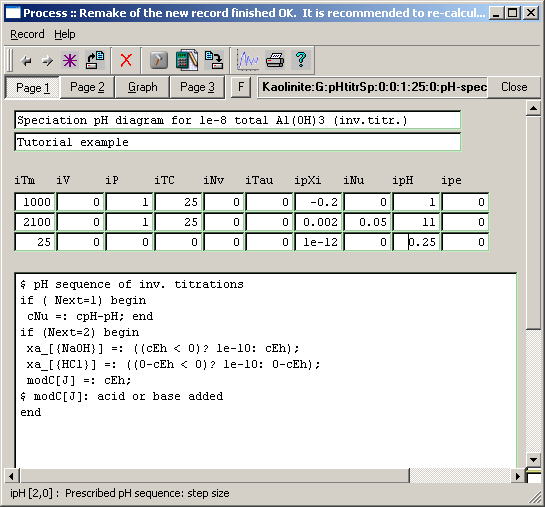 Process :: Remake of the new record finished OK. It is recommended to re-calcul...
Record Help
Page 1 Page 2 Graph Page 3 F Kaolinite:G:pHtitrSp:0:0:1:25:0:pH-spec Close
Speciation pH diagram for 1e-8 total Al(OH)3 (inv.titr.)
Tutorial example
iTm iV iP iTC iNv iTau ipXi iNu ipH ipe
1000 0 1 25 0 0 -0.2 0 1 0
2100 0 1 25 0 0 0.002 0.05 11 0
25 0 0 0 0 0 1e-12 0 0.25 0
$ pH sequence of inv. titrations
if ( Next=1) begin
cNu =: cpH-pH; end
if (Next=2) begin
xa_[{NaOH}] =: ((cEh < 0)? 1e-10: cEh);
xa_[{HCl}] =: ((0-cEh < 0)? 1e-10: 0-cEh);
modC[J] =: cEh;
$ modC[J]: acid or base added
end
ipH [2,0] : Prescribed pH sequence: step size